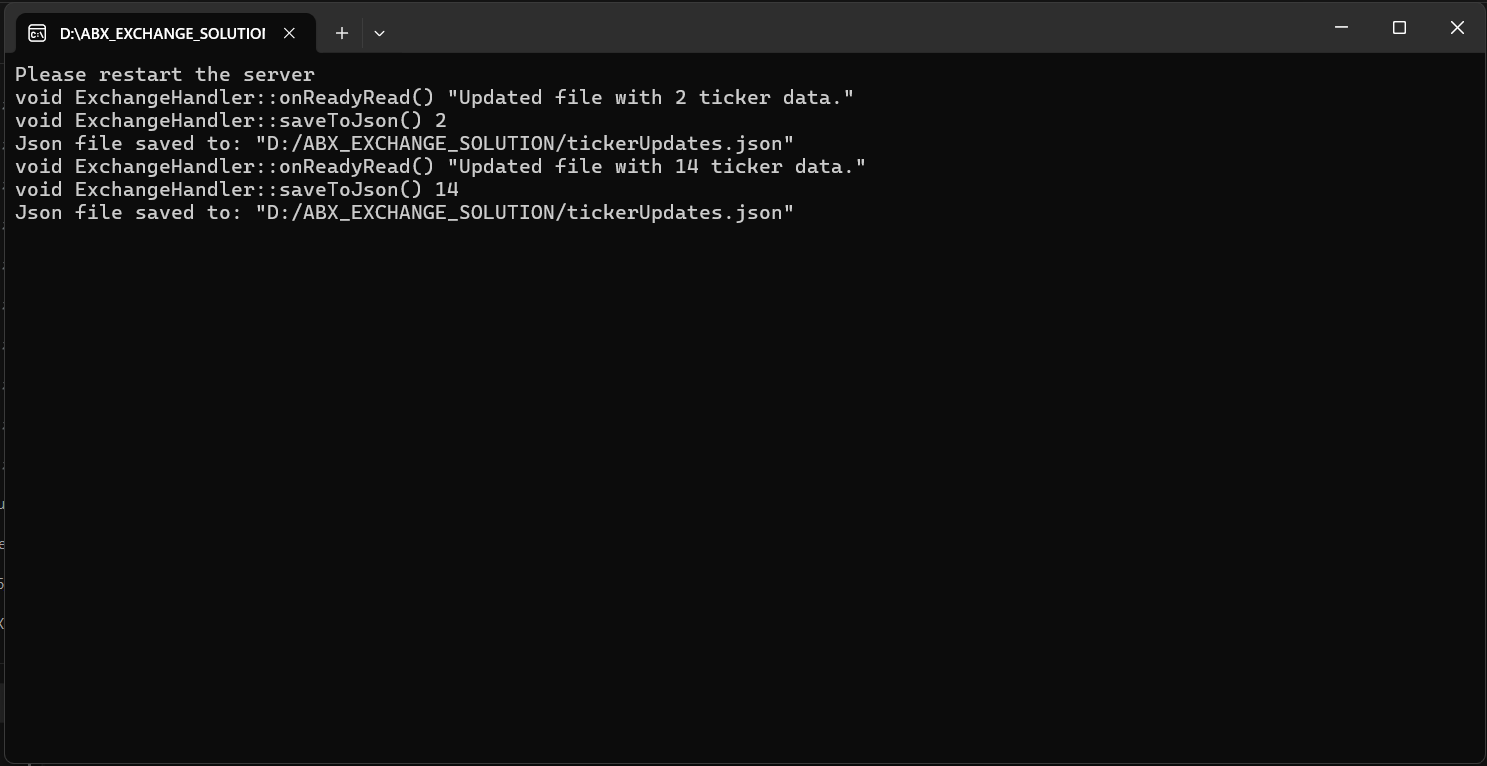 D:\ABX_EXCHANGE_SOLUTIO
Please restart the server
void ExchangeHandler::onReadyRead() "Updated file with 2 ticker data."
void ExchangeHandler::saveToJson() 2
Json file saved to: "D:/ABX_EXCHANGE_SOLUTION/tickerUpdates.json"
void ExchangeHandler::onReadyRead() "Updated file with 14 ticker data."
void ExchangeHandler::saveToJson() 14
Json file saved to: "D:/ABX_EXCHANGE_SOLUTION/tickerUpdates.json"